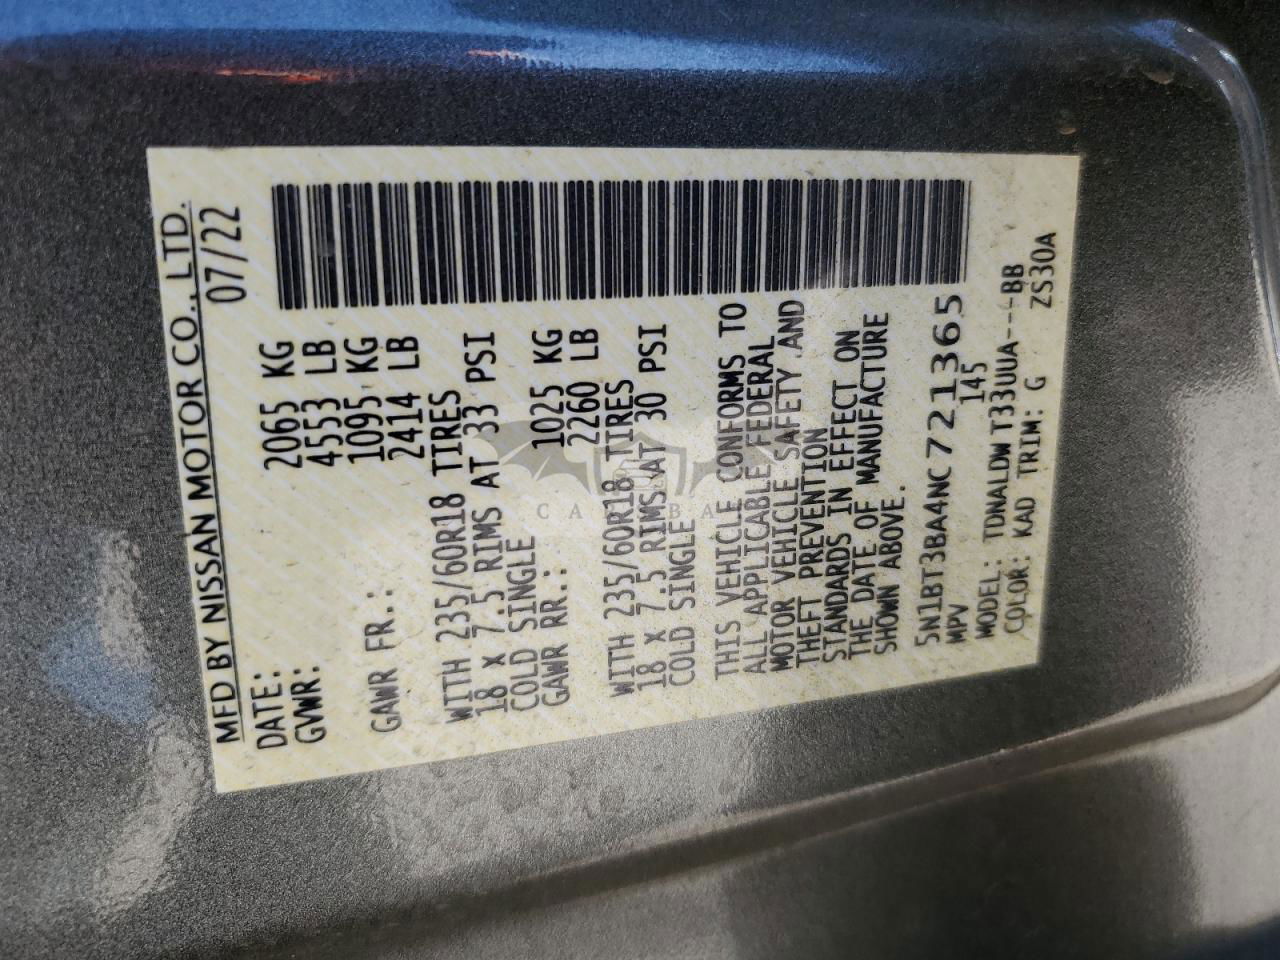 MFD BY NISSAN MOTOR CO., LTD.
DATE: 07/22
GVWR: 2065 KG
4553 LB
GAWR FR.: 1095 KG
2414 LB
WITH 235/60R18 TIRES
18 X 7.5 RIMS AT 33 PSI
COLD SINGLE
GAWR RR.: 1025 KG
2260 LB
WITH 235/60R18 TIRES
18 X 7.5 RIMS AT 30 PSI
COLD SINGLE
THIS VEHICLE CONFORMS TO
ALL APPLICABLE FEDERAL
MOTOR VEHICLE SAFETY AND
THEFT PREVENTION
STANDARDS IN EFFECT ON
THE DATE OF MANUFACTURE
SHOWN ABOVE.
5N1BT3BA4NC721365
MPV 145
MODEL: TDNALDW T33UUA---BB
COLOR: KAD TRIM: G ZS30A